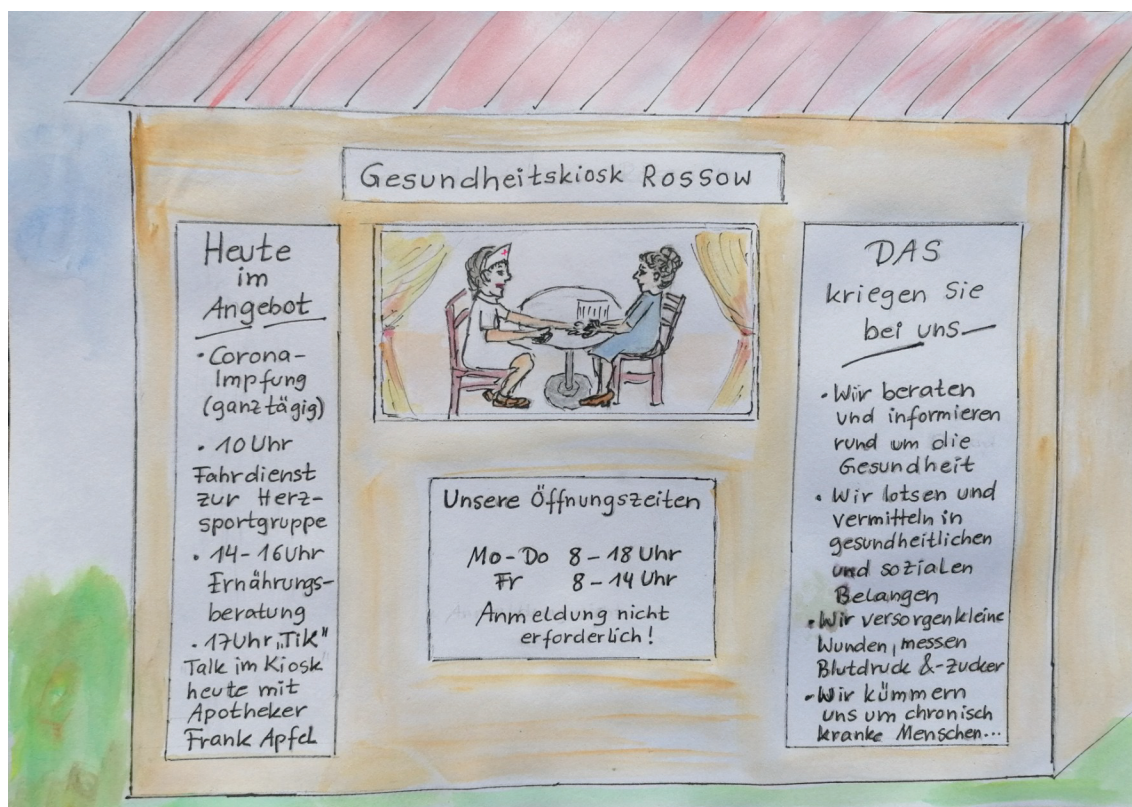 Gesundheitskiosk Rossow
Heute
im
Angebot
• Corona-
Impfung
(ganztägig)
• 10 Uhr
Fahrdienst
zur Herz-
sportgruppe
• 14-16 Uhr
Ernährungs-
beratung
• 17 Uhr „TiK"
Talk im Kiosk
heute mit
Apotheker
Frank Apfel
Unsere Öffnungszeiten
Mo-Do 8-18 Uhr
Fr 8-14 Uhr
Anmeldung nicht
erforderlich!
DAS
kriegen Sie
bei uns
• Wir beraten
und informieren
rund um die
Gesundheit
• Wir lotsen und
vermitteln in
gesundheitlichen
und sozialen
Belangen
• Wir versorgen kleine
Wunden, messen
Blutdruck &-zucker
• Wir kümmern
uns um chronisch
kranke Menschen...